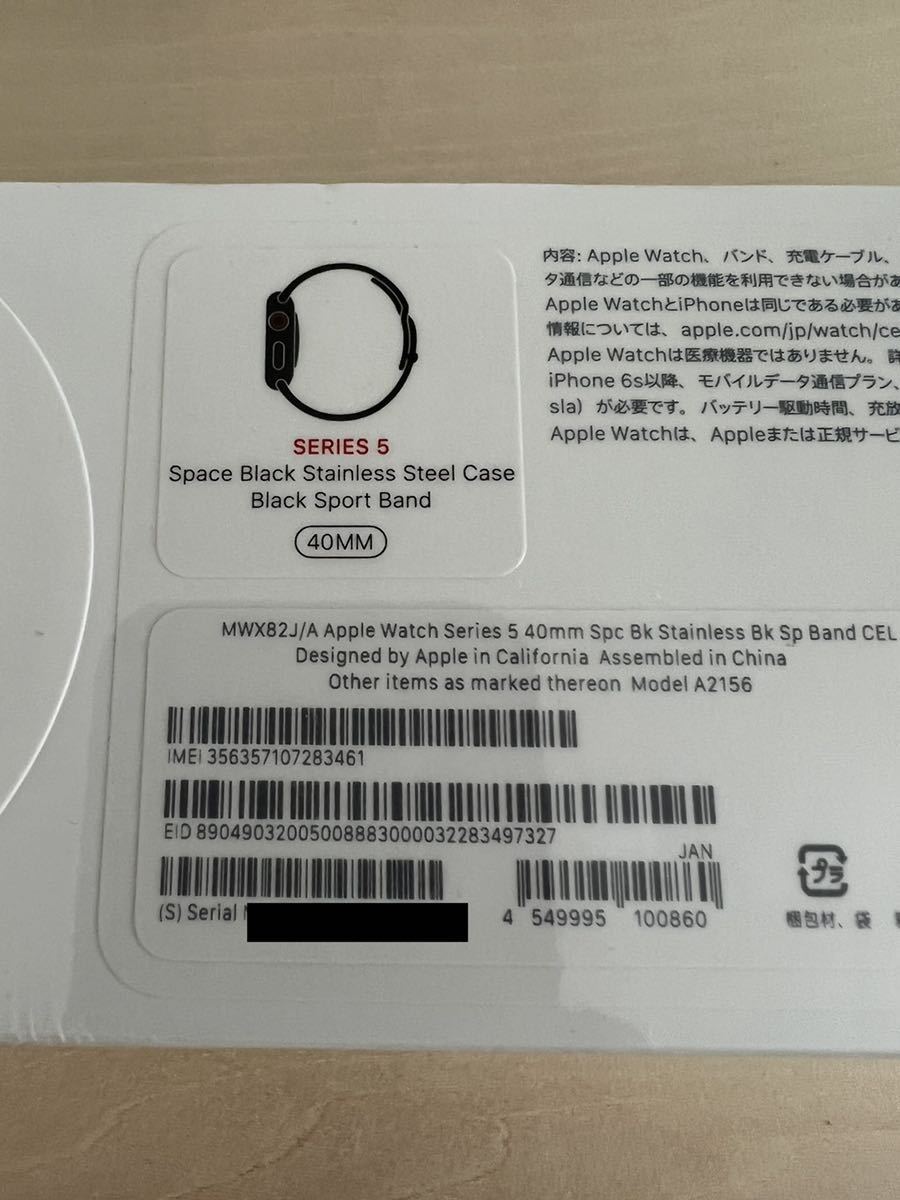 SERIES 5
Space Black Stainless Steel Case
Black Sport Band
40MM
内容: Apple Watch、バンド、充電ケーブル、
タ通信などの一部の機能を利用できない場合があ
Apple WatchとiPhoneは同じである必要があ
情報については、apple.com/jp/watch/ce
Apple Watchは医療機器ではありません。詳
iPhone 6s以降、モバイルデータ通信プラン、
sla）が必要です。バッテリー駆動時間、充放
Apple Watchは、Appleまたは正規サービ
MWX82J/A Apple Watch Series 5 40mm Spc Bk Stainless Bk Sp Band CEL
Designed by Apple in California Assembled in China
Other items as marked thereon Model A2156
IMEI 356357107283461
EID 89049032005008883000032283497327
(S) Serial
JAN
4 549995 100860
プラ
梱包材、袋